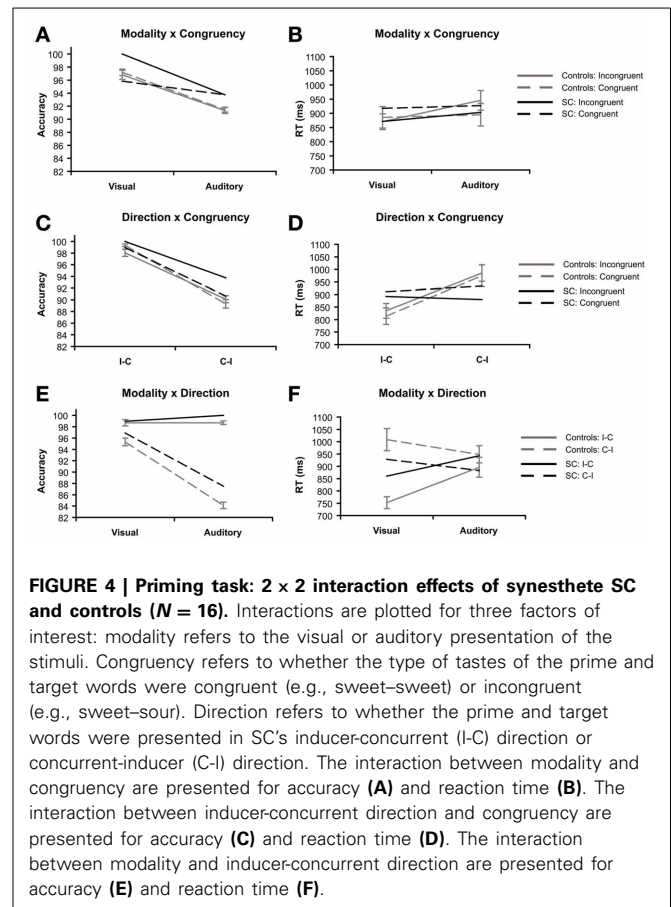 A
Modality x Congruency
100
98
96
94
92
90
88
86
84
82
Accuracy
Visual
Auditory
B
Modality x Congruency
1100
1050
1000
950
900
850
800
750
700
RT (ms)
Visual
Auditory
Controls: Incongruent
Controls: Congruent
SC: Incongruent
SC: Congruent
C
Direction x Congruency
100
98
96
94
92
90
88
86
84
82
Accuracy
I-C
C-I
D
Direction x Congruency
1100
1050
1000
950
900
850
800
750
700
RT (ms)
I-C
C-I
Controls: Incongruent
Controls: Congruent
SC: Incongruent
SC: Congruent
E
Modality x Direction
100
98
96
94
92
90
88
86
84
82
Accuracy
Visual
Auditory
F
Modality x Direction
1100
1050
1000
950
900
850
800
750
700
RT (ms)
Visual
Auditory
Controls: I-C
Controls: C-I
SC: I-C
SC: C-I
FIGURE 4 | Priming task: 2 × 2 interaction effects of synesthete SC
and controls (N = 16). Interactions are plotted for three factors of
interest: modality refers to the visual or auditory presentation of the
stimuli. Congruency refers to whether the type of tastes of the prime and
target words were congruent (e.g., sweet–sweet) or incongruent
(e.g., sweet–sour). Direction refers to whether the prime and target
words were presented in SC's inducer-concurrent (I-C) direction or
concurrent-inducer (C-I) direction. The interaction between modality and
congruency are presented for accuracy (A) and reaction time (B). The
interaction between inducer-concurrent direction and congruency are
presented for accuracy (C) and reaction time (D). The interaction
between modality and inducer-concurrent direction are presented for
accuracy (E) and reaction time (F).